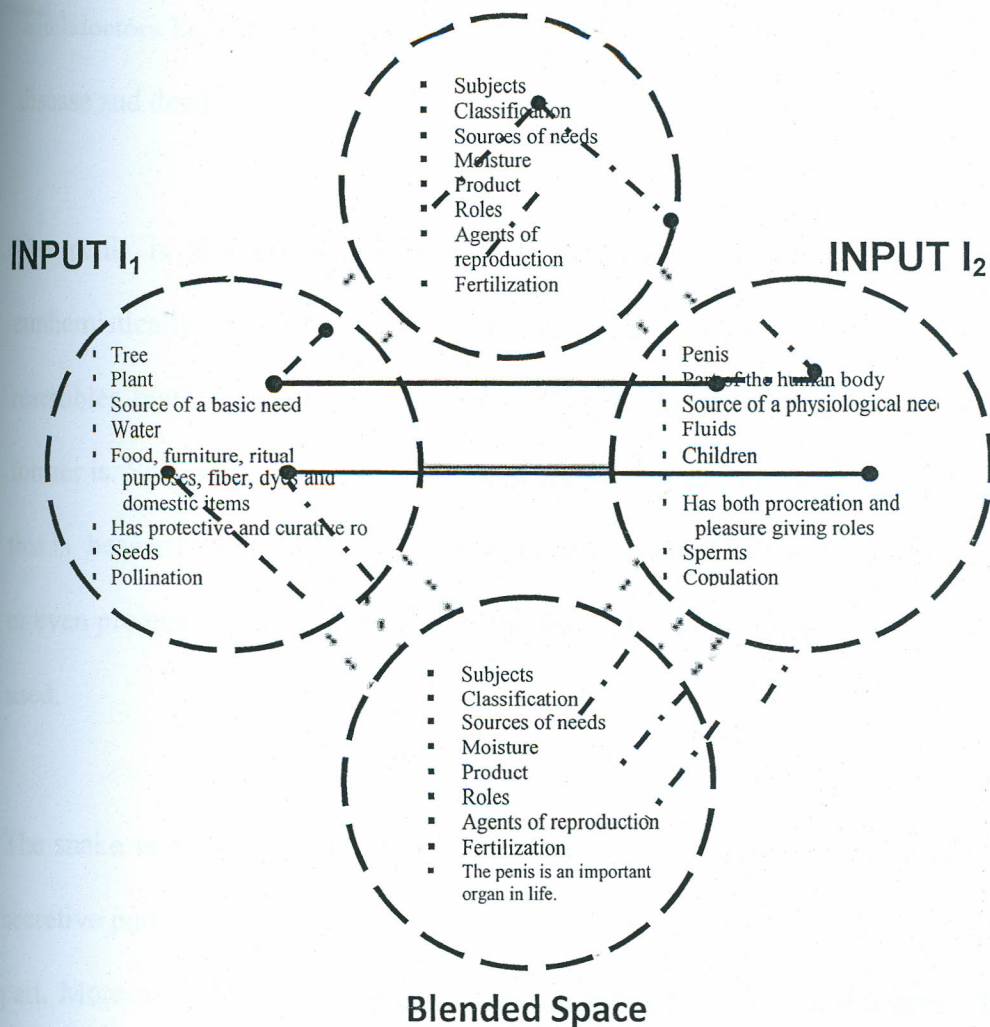 Subjects
Classification
Sources of needs
Moisture
Product
Roles
Agents of
reproduction
Fertilization
INPUT I₁
INPUT I₂
Tree
Plant
Source of a basic need
Water
Food, furniture, ritual
purposes, fiber, dyes and
domestic items
Has protective and curative ro
Seeds
Pollination
Penis
Part of the human body
Source of a physiological nee
Fluids
Children
Has both procreation and
pleasure giving roles
Sperms
Copulation
Subjects
Classification
Sources of needs
Moisture
Product
Roles
Agents of reproduction
Fertilization
The penis is an important
organ in life.
Blended Space